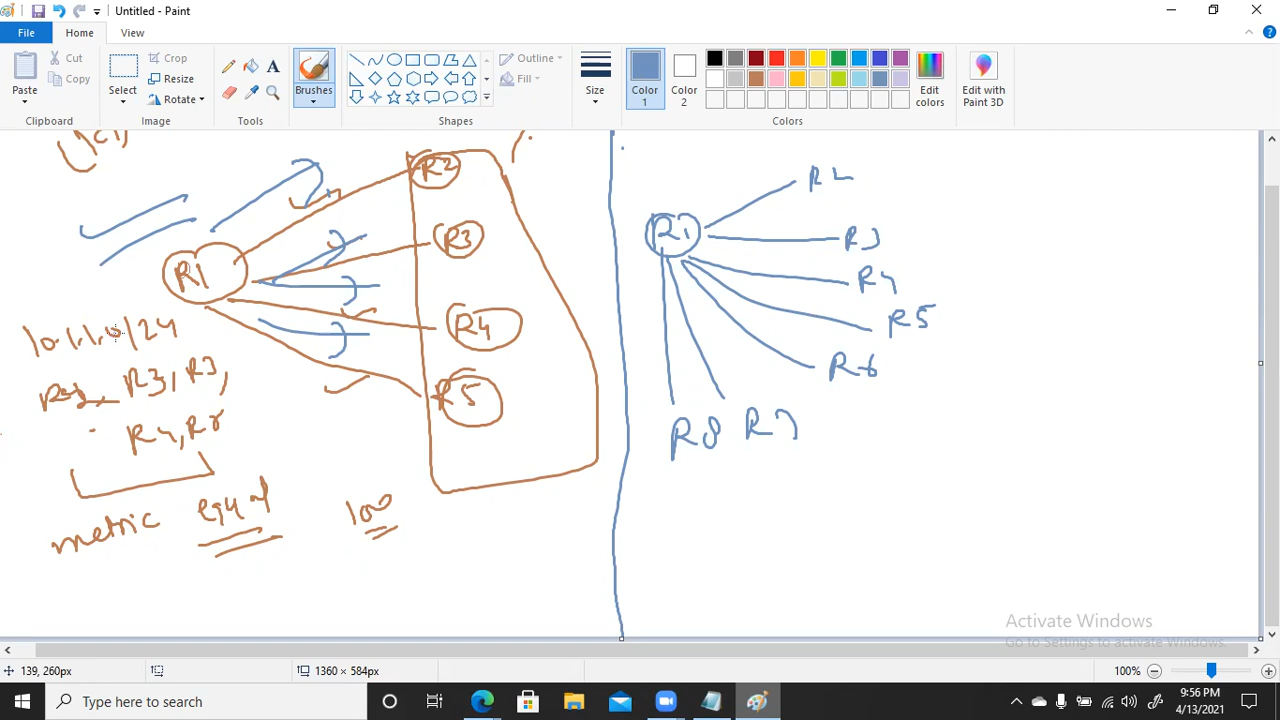 Untitled - Paint
File
Home
View
Paste
Cut
Copy
Clipboard
Select
Crop
Resize
Rotate
Image
Tools
Brushes
Shapes
Outline
Fill
Size
Color 1
Color 2
Edit colors
Colors
Edit with Paint 3D
R2
R3
R1
R4
R5
10.1.1.0/24
R3, R3,
R4, R5
metric equal 100
R1
R2
R3
R4
R5
R6
R8 R7
Activate Windows
Go to Settings to activate Windows.
139, 260px
1360 × 584px
100%
Type here to search
9:56 PM
4/13/2021